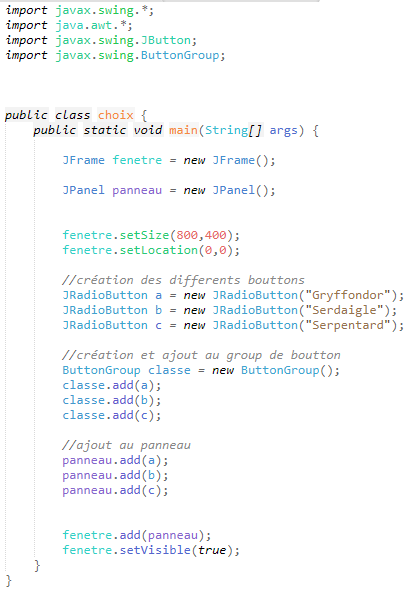 import javax.swing.*;
import java.awt.*;
import javax.swing.JButton;
import javax.swing.ButtonGroup;
public class choix {
public static void main(String[] args) {
JFrame fenetre = new JFrame();
JPanel panneau = new JPanel();
fenetre.setSize(800,400);
fenetre.setLocation(0,0);
//création des differents bouttons
JRadioButton a = new JRadioButton("Gryffondor");
JRadioButton b = new JRadioButton("Serdaigle");
JRadioButton c = new JRadioButton("Serpentard");
//création et ajout au group de boutton
ButtonGroup classe = new ButtonGroup();
classe.add(a);
classe.add(b);
classe.add(c);
//ajout au panneau
panneau.add(a);
panneau.add(b);
panneau.add(c);
fenetre.add(panneau);
fenetre.setVisible(true);
}
}